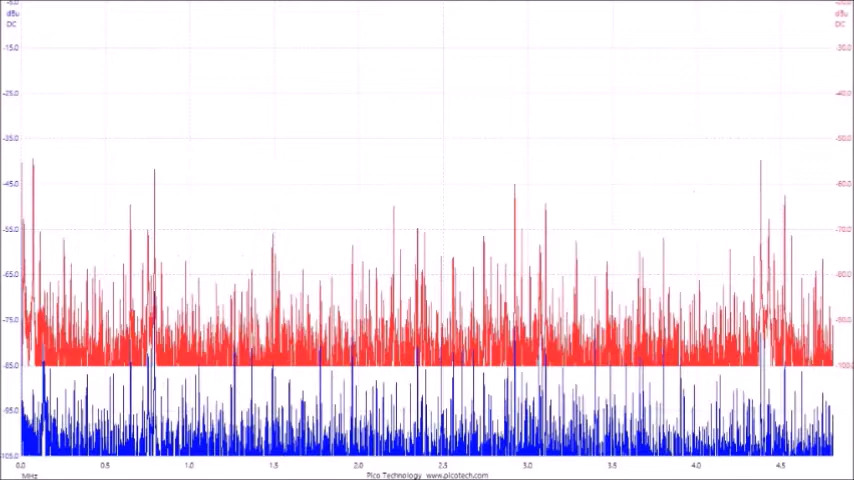 dBu
DC
-15.0
-25.0
-35.0
-45.0
-55.0
-65.0
-75.0
-85.0
-95.0
dBu
DC
-30.0
-40.0
-50.0
-60.0
-70.0
-80.0
-90.0
0.0 0.5 1.0 1.5 2.0 2.5 3.0 3.5 4.0 4.5
MHz
Pico Technology www.picotech.com